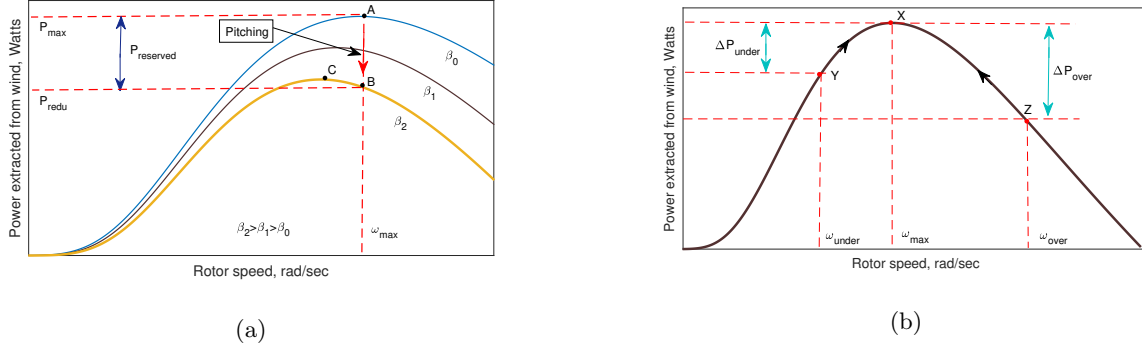 Power extracted from wind, Watts
P_max
P_reserved
P_redu
Pitching
A
B
C
β_0
β_1
β_2
β_2>β_1>β_0
ω_max
Rotor speed, rad/sec
(a)
Power extracted from wind, Watts
ΔP_under
X
Y
ΔP_over
Z
ω_under
ω_max
ω_over
Rotor speed, rad/sec
(b)